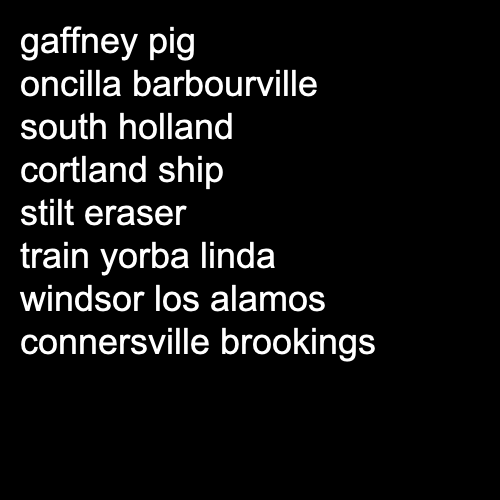 gaffney pig
oncilla barbourville
south holland
cortland ship
stilt eraser
train yorba linda
windsor los alamos
connersville brookings